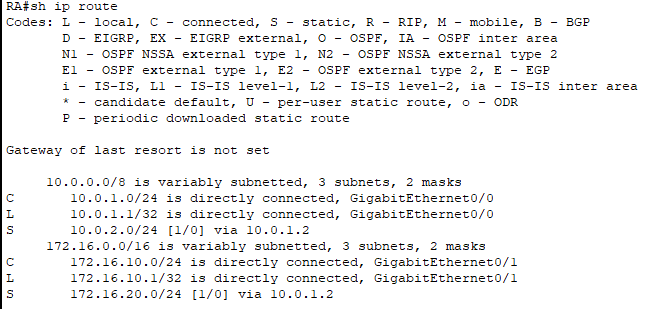 RA#sh ip route
Codes: L - local, C - connected, S - static, R - RIP, M - mobile, B - BGP
       D - EIGRP, EX - EIGRP external, O - OSPF, IA - OSPF inter area
       N1 - OSPF NSSA external type 1, N2 - OSPF NSSA external type 2
       E1 - OSPF external type 1, E2 - OSPF external type 2, E - EGP
       i - IS-IS, L1 - IS-IS level-1, L2 - IS-IS level-2, ia - IS-IS inter area
       * - candidate default, U - per-user static route, o - ODR
       P - periodic downloaded static route

Gateway of last resort is not set

     10.0.0.0/8 is variably subnetted, 3 subnets, 2 masks
C       10.0.1.0/24 is directly connected, GigabitEthernet0/0
L       10.0.1.1/32 is directly connected, GigabitEthernet0/0
S       10.0.2.0/24 [1/0] via 10.0.1.2
     172.16.0.0/16 is variably subnetted, 3 subnets, 2 masks
C       172.16.10.0/24 is directly connected, GigabitEthernet0/1
L       172.16.10.1/32 is directly connected, GigabitEthernet0/1
S       172.16.20.0/24 [1/0] via 10.0.1.2